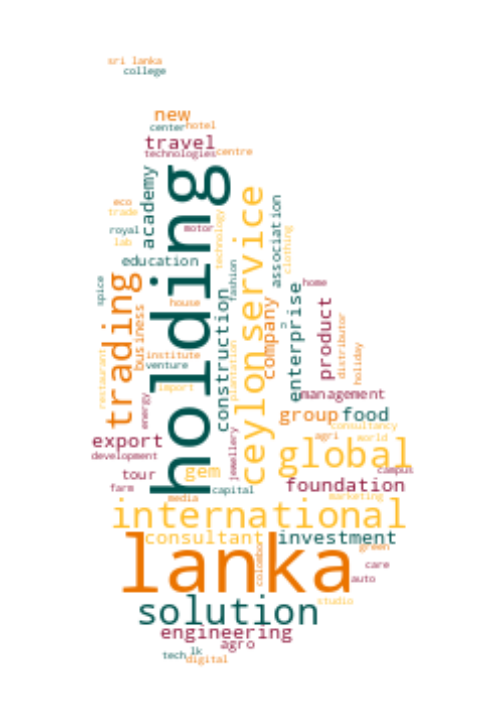 sri lanka
college
new
center
hotel
travel
technologies
centre
academy
holding
eco
trade
royal
lab
motor
technology
service
association
clothing
education
spice
trading
business
house
construction
fashion
company
enterprise
home
product
distributor
holiday
restaurant
institute
venture
import
plantation
ceylon
energy
management
group
food
consultancy
agri
world
export
development
tour
gem
jewellery
global
campus
farm
media
capital
foundation
marketing
international
consultant
investment
colombo
green
lanka
care
auto
studio
solution
engineering
agro
tech
lk
digital